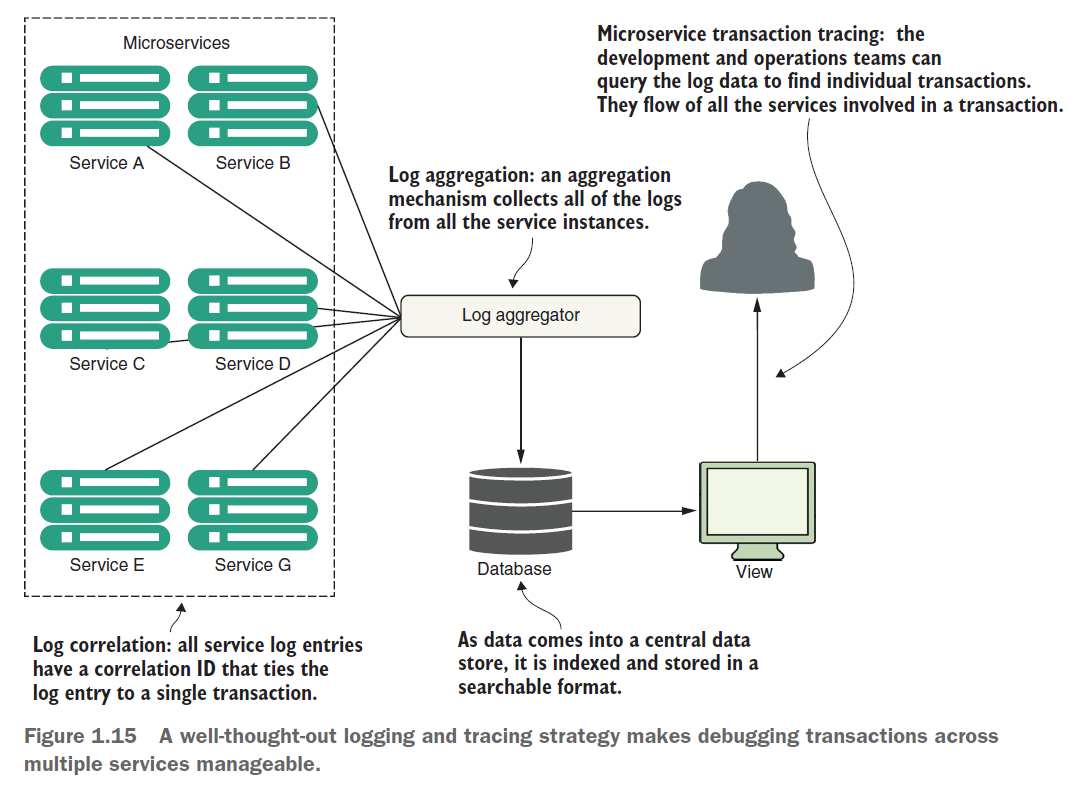 Microservices
Service A
Service B
Service C
Service D
Service E
Service G
Microservice transaction tracing: the
development and operations teams can
query the log data to find individual transactions.
They flow of all the services involved in a transaction.
Log aggregation: an aggregation
mechanism collects all of the logs
from all the service instances.
Log aggregator
Database
View
Log correlation: all service log entries
have a correlation ID that ties the
log entry to a single transaction.
As data comes into a central data
store, it is indexed and stored in a
searchable format.
Figure 1.15 A well-thought-out logging and tracing strategy makes debugging transactions across
multiple services manageable.